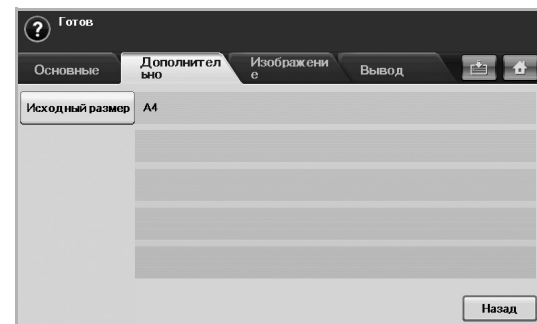 ? Готов
Основные
Дополнител
ьно
Изображени
е
Вывод
Исходный размер
A4
Назад